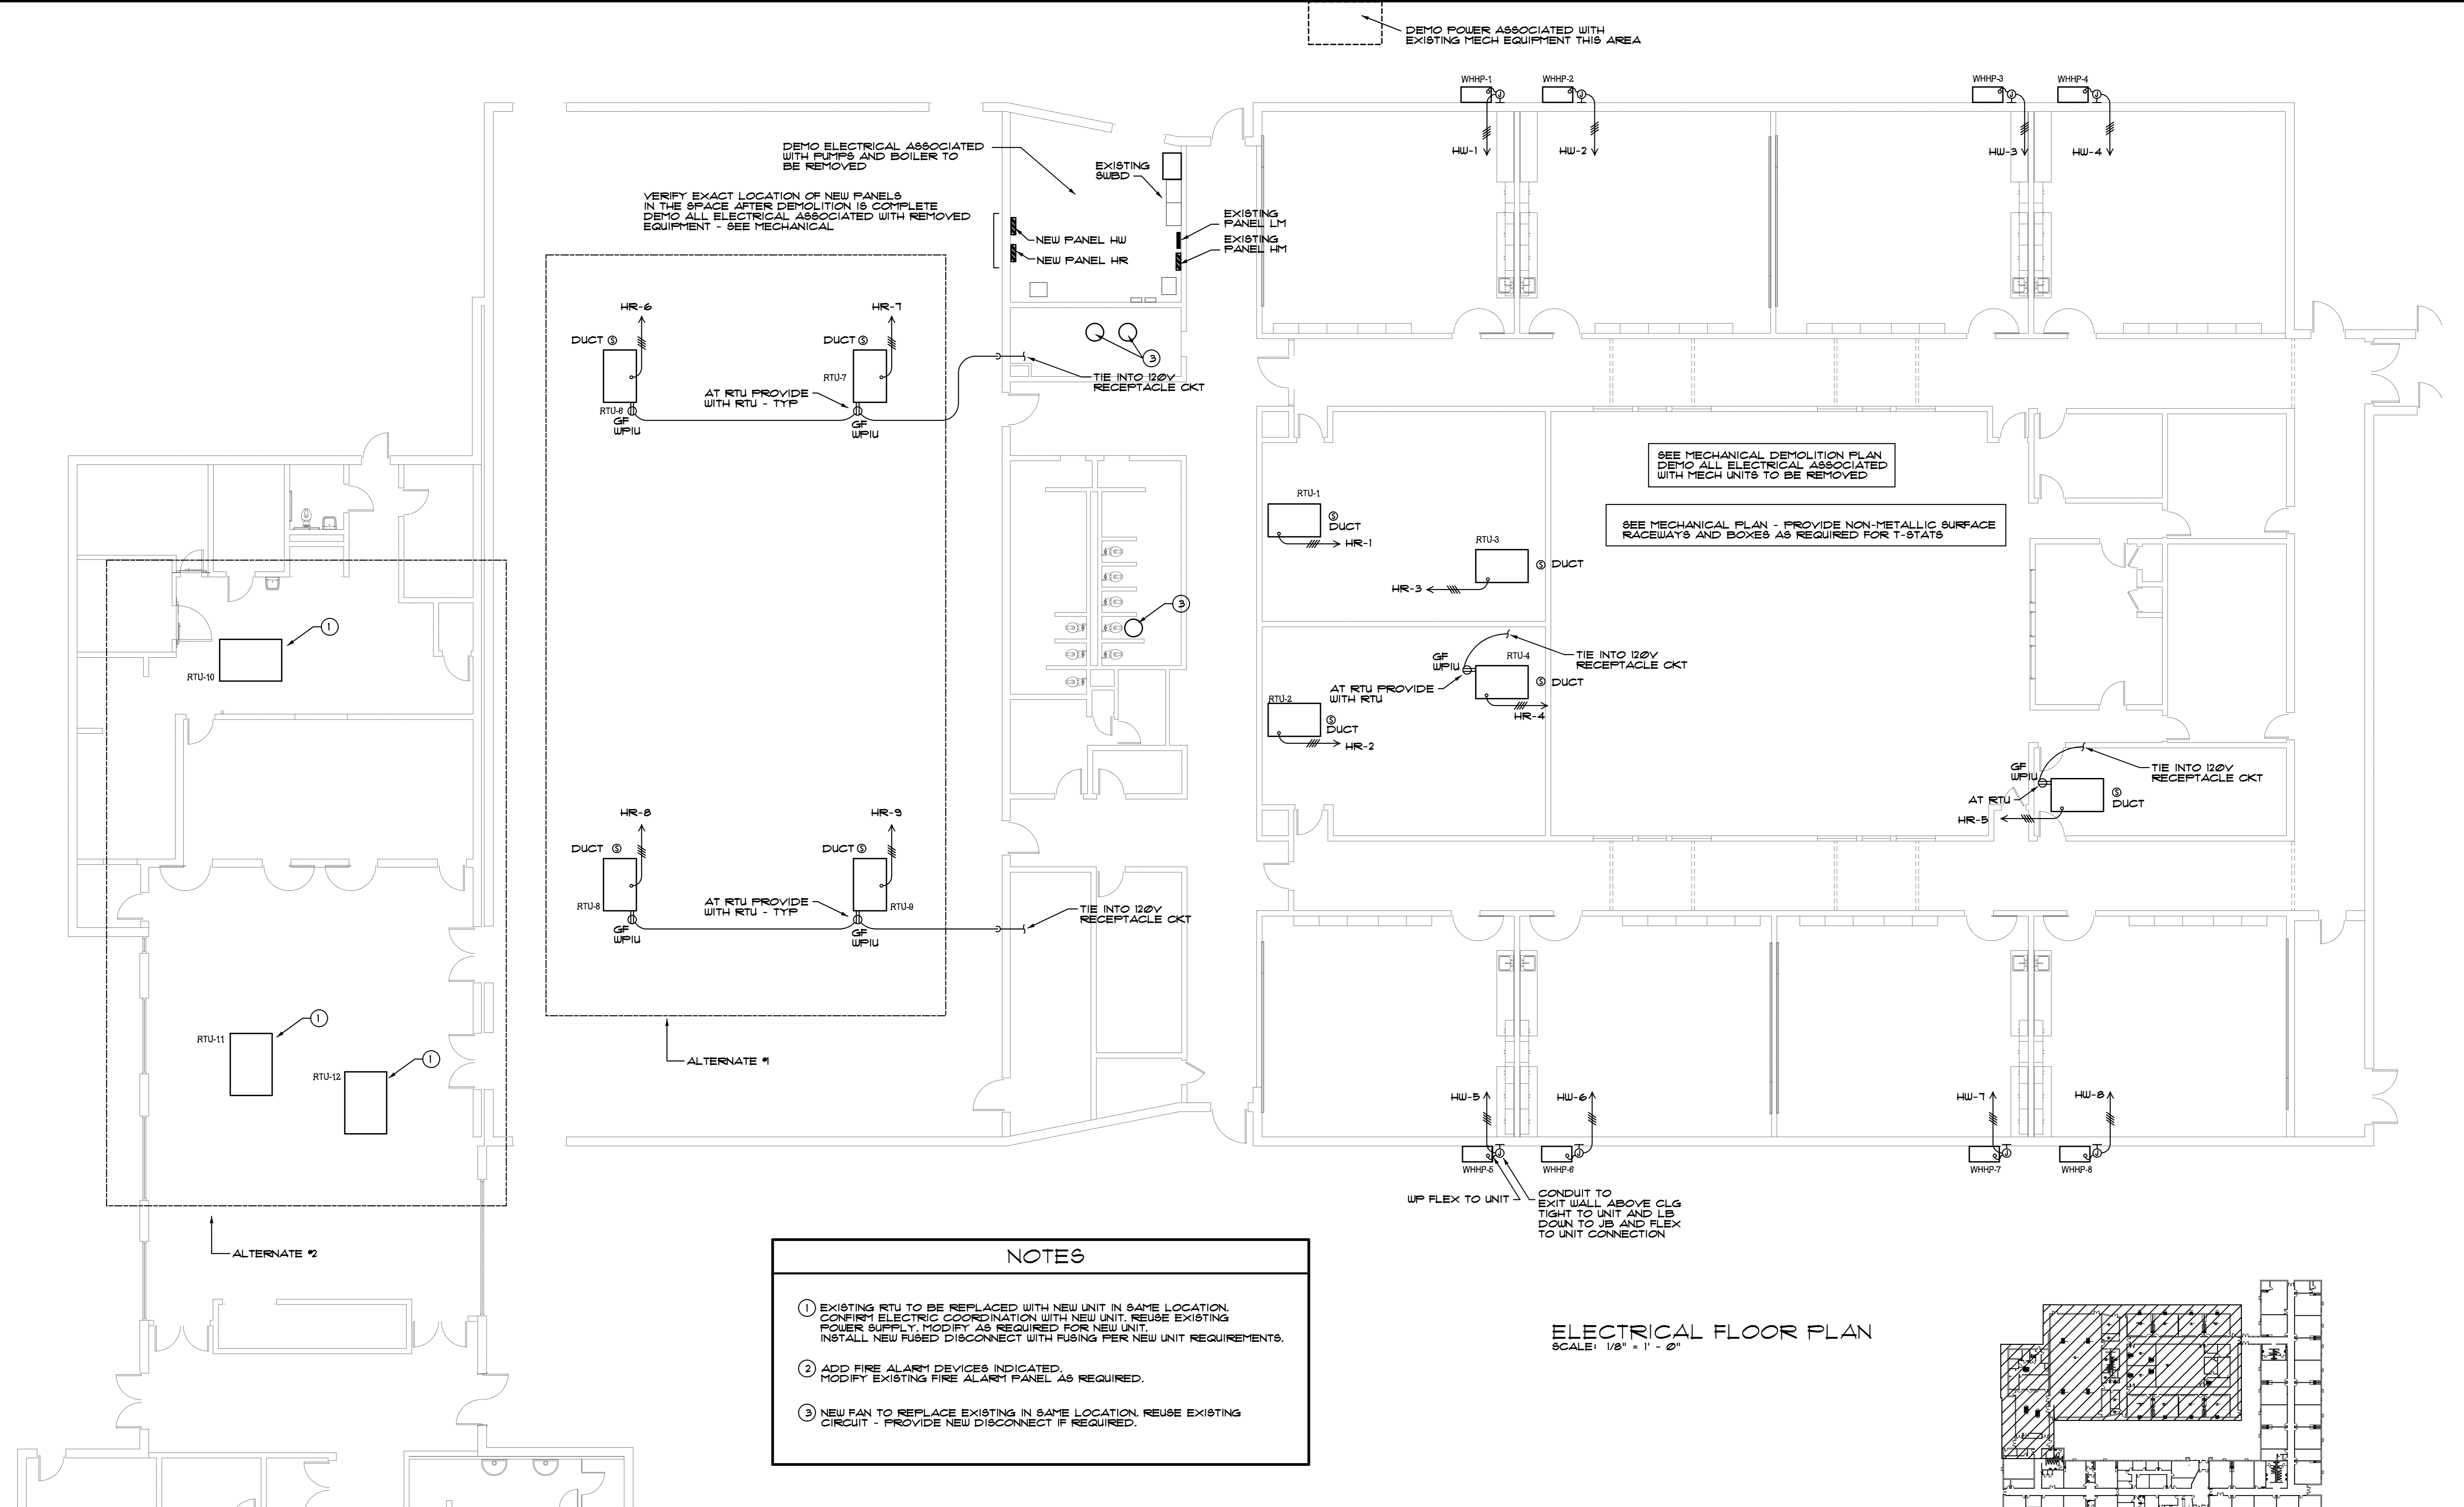 DEMO POWER ASSOCIATED WITH
EXISTING MECH EQUIPMENT THIS AREA
WHHP-1
WHHP-2
WHHP-3
WHHP-4
HW-1
HW-2
HW-3
HW-4
DEMO ELECTRICAL ASSOCIATED
WITH PUMPS AND BOILER TO
BE REMOVED
EXISTING
SWBD
VERIFY EXACT LOCATION OF NEW PANELS
IN THE SPACE AFTER DEMOLITION IS COMPLETE
DEMO ALL ELECTRICAL ASSOCIATED WITH REMOVED
EQUIPMENT - SEE MECHANICAL
NEW PANEL HW
NEW PANEL HR
EXISTING
PANEL LM
EXISTING
PANEL HM
HR-6
DUCT S
RTU-6
GF
WPIU
HR-7
DUCT S
RTU-7
AT RTU PROVIDE
WITH RTU - TYP
GF
WPIU
3
TIE INTO 120V
RECEPTACLE CKT
SEE MECHANICAL DEMOLITION PLAN
DEMO ALL ELECTRICAL ASSOCIATED
WITH MECH UNITS TO BE REMOVED
SEE MECHANICAL PLAN - PROVIDE NON-METALLIC SURFACE
RACEWAYS AND BOXES AS REQUIRED FOR T-STATS
RTU-1
S
DUCT
HR-1
RTU-3
S DUCT
HR-3
3
1
RTU-10
GF
WPIU
RTU-4
TIE INTO 120V
RECEPTACLE CKT
AT RTU PROVIDE
WITH RTU
S DUCT
HR-4
RTU-2
S
DUCT
HR-2
GF
WPIU
TIE INTO 120V
RECEPTACLE CKT
AT RTU
S
DUCT
HR-5
HR-8
DUCT S
RTU-8
GF
WPIU
HR-9
DUCT S
AT RTU PROVIDE
WITH RTU - TYP
RTU-9
GF
WPIU
TIE INTO 120V
RECEPTACLE CKT
RTU-11
1
RTU-12
1
ALTERNATE #1
ALTERNATE #2
HW-5
HW-6
HW-7
HW-8
J
J
J
J
J
J
J
J
WHHP-5
WHHP-6
WHHP-7
WHHP-8
WP FLEX TO UNIT
CONDUIT TO
EXIT WALL ABOVE CLG
TIGHT TO UNIT AND LB
DOWN TO JB AND FLEX
TO UNIT CONNECTION
NOTES
1 EXISTING RTU TO BE REPLACED WITH NEW UNIT IN SAME LOCATION.
CONFIRM ELECTRIC COORDINATION WITH NEW UNIT. REUSE EXISTING
POWER SUPPLY. MODIFY AS REQUIRED FOR NEW UNIT.
INSTALL NEW FUSED DISCONNECT WITH FUSING PER NEW UNIT REQUIREMENTS.
2 ADD FIRE ALARM DEVICES INDICATED.
MODIFY EXISTING FIRE ALARM PANEL AS REQUIRED.
3 NEW FAN TO REPLACE EXISTING IN SAME LOCATION. REUSE EXISTING
CIRCUIT - PROVIDE NEW DISCONNECT IF REQUIRED.
ELECTRICAL FLOOR PLAN
SCALE: 1/8" = 1' - 0"